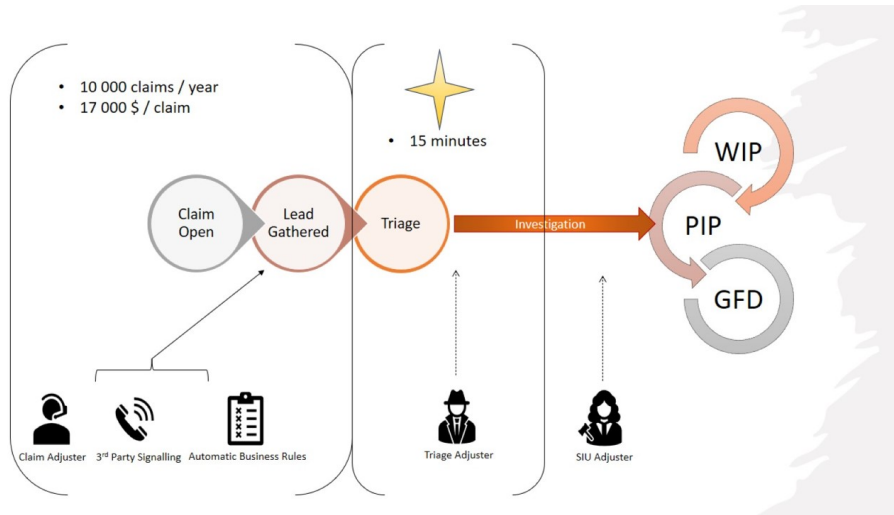 • 10 000 claims / year
• 17 000 $ / claim
• 15 minutes
Claim
Open
Lead
Gathered
Triage
Investigation
WIP
PIP
GFD
Claim Adjuster
3rd Party Signalling
Automatic Business Rules
Triage Adjuster
SIU Adjuster